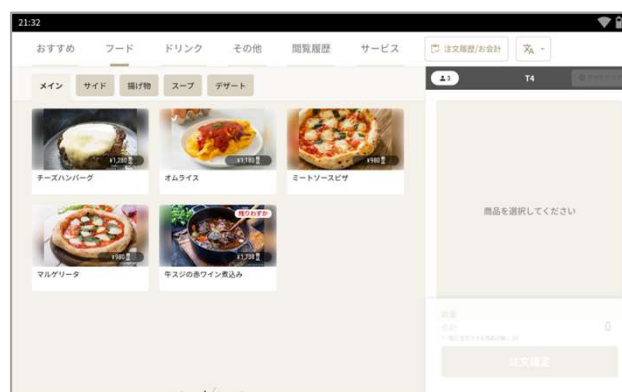 21:32
おすすめ フード ドリンク その他 閲覧履歴 サービス 注文履歴/お会計
メイン サイド 揚げ物 スープ デザート
3 T4
¥1,280 ¥1,180 ¥980
チーズハンバーグ オムライス ミートソースピザ
商品を選択してください
残りわずか
¥980 ¥1,738
マルゲリータ 牛スジの赤ワイン煮込み
0
注文確定